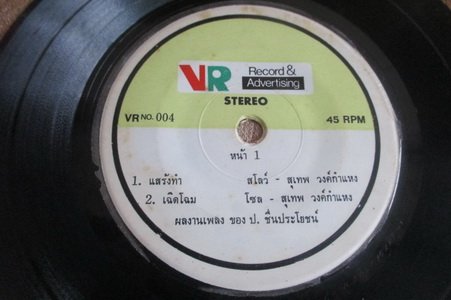 VR Record &
Advertising
STEREO
VR NO. 004 45 RPM
หน้า 1
1. แสรังทำ สโลว์ - สุเทพ วงศ์กำแหง
2. เฉิดโฉม โซล - สุเทพ วงศ์กำแหง
ผลงานเพลง ของ ป. ชื่นประโยชน์